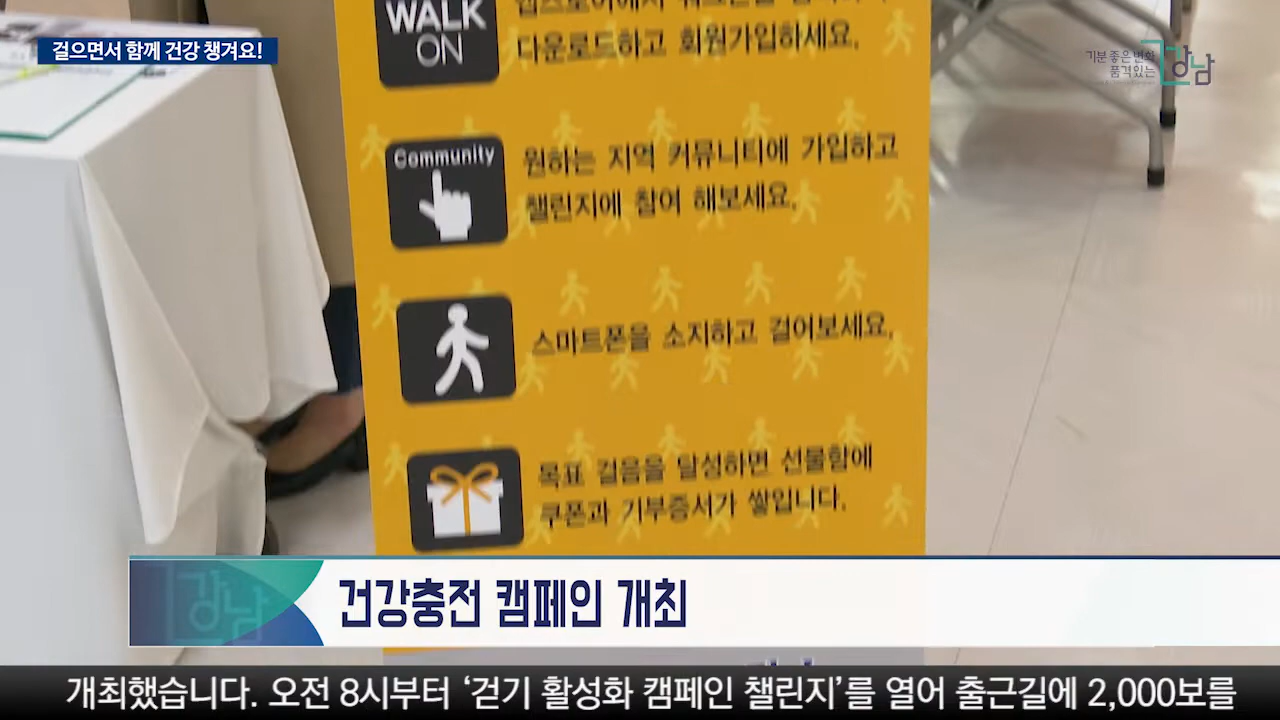 걸으면서 함께 건강 챙겨요!
기분 좋은 변화
품격있는
강남
WALK
ON
다운로드하고 회원가입하세요.
Community
원하는 지역 커뮤니티에 가입하고
챌린지에 참여 해보세요.
스마트폰을 소지하고 걸어보세요.
목표 걸음을 달성하면 선물함에
쿠폰과 기부증서가 쌓입니다.
강남
건강충전 캠페인 개최
개최했습니다. 오전 8시부터 ‘걷기 활성화 캠페인 챌린지’를 열어 출근길에 2,000보를